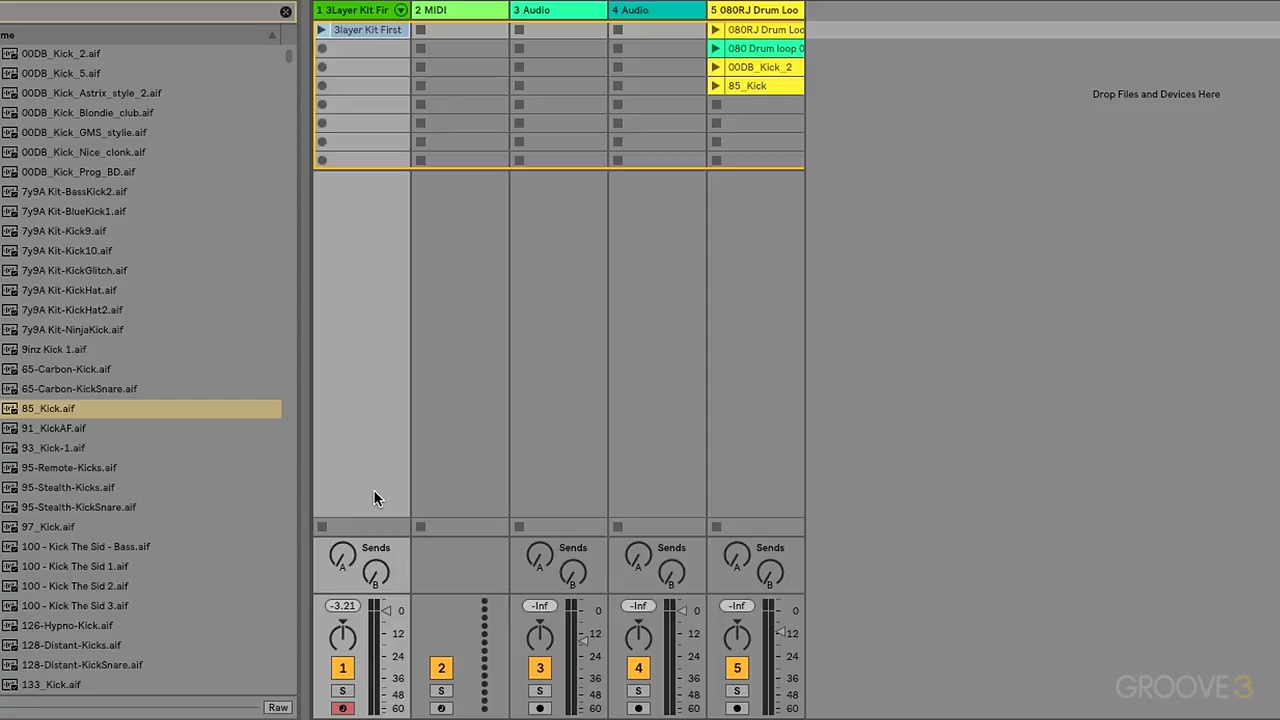 1 3Layer Kit Fir
2 MIDI
3 Audio
4 Audio
5 080RJ Drum Loo
me
3layer Kit First
080RJ Drum Loo
080 Drum loop 0
00DB_Kick_2
85_Kick
Drop Files and Devices Here
00DB_Kick_2.aif
00DB_Kick_5.aif
00DB_Kick_Astrix_style_2.aif
00DB_Kick_Blondie_club.aif
00DB_Kick_GMS_stylie.aif
00DB_Kick_Nice_clonk.aif
00DB_Kick_Prog_BD.aif
7y9A Kit-BassKick2.aif
7y9A Kit-BlueKick1.aif
7y9A Kit-Kick9.aif
7y9A Kit-Kick10.aif
7y9A Kit-KickGlitch.aif
7y9A Kit-KickHat.aif
7y9A Kit-KickHat2.aif
7y9A Kit-NinjaKick.aif
9inz Kick 1.aif
65-Carbon-Kick.aif
65-Carbon-KickSnare.aif
85_Kick.aif
91_KickAF.aif
93_Kick-1.aif
95-Remote-Kicks.aif
95-Stealth-Kicks.aif
95-Stealth-KickSnare.aif
97_Kick.aif
100 - Kick The Sid - Bass.aif
100 - Kick The Sid 1.aif
100 - Kick The Sid 2.aif
100 - Kick The Sid 3.aif
126-Hypno-Kick.aif
128-Distant-Kicks.aif
128-Distant-KickSnare.aif
133_Kick.aif
Raw
Sends Sends Sends Sends
A A A A
B B B B
-3.21 0 -Inf 0 -Inf 0 -Inf 0
12 12 12 12
24 24 24 24
1 2 3 4 5
36 36 36 36
S S S S S
48 48 48 48
60 60 60 60
GROOVE3